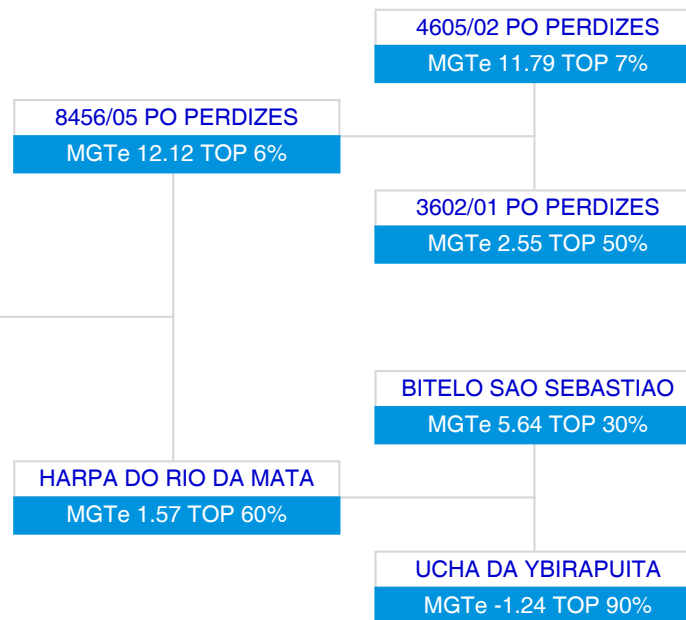 4605/02 PO PERDIZES
MGTe 11.79 TOP 7%
8456/05 PO PERDIZES
MGTe 12.12 TOP 6%
3602/01 PO PERDIZES
MGTe 2.55 TOP 50%
BITELO SAO SEBASTIAO
MGTe 5.64 TOP 30%
HARPA DO RIO DA MATA
MGTe 1.57 TOP 60%
UCHA DA YBIRAPUITA
MGTe -1.24 TOP 90%